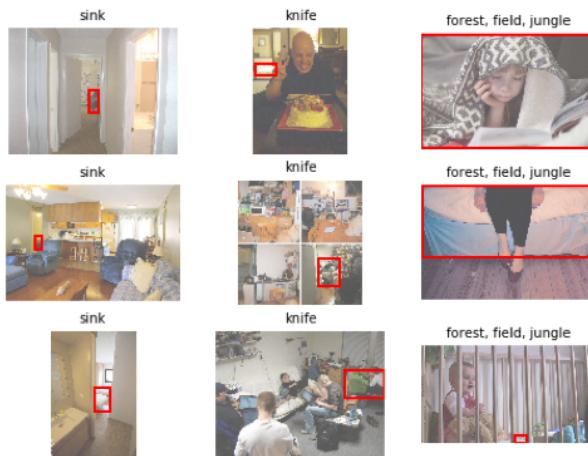 sink
knife
forest, field, jungle
sink
knife
forest, field, jungle
sink
knife
forest, field, jungle